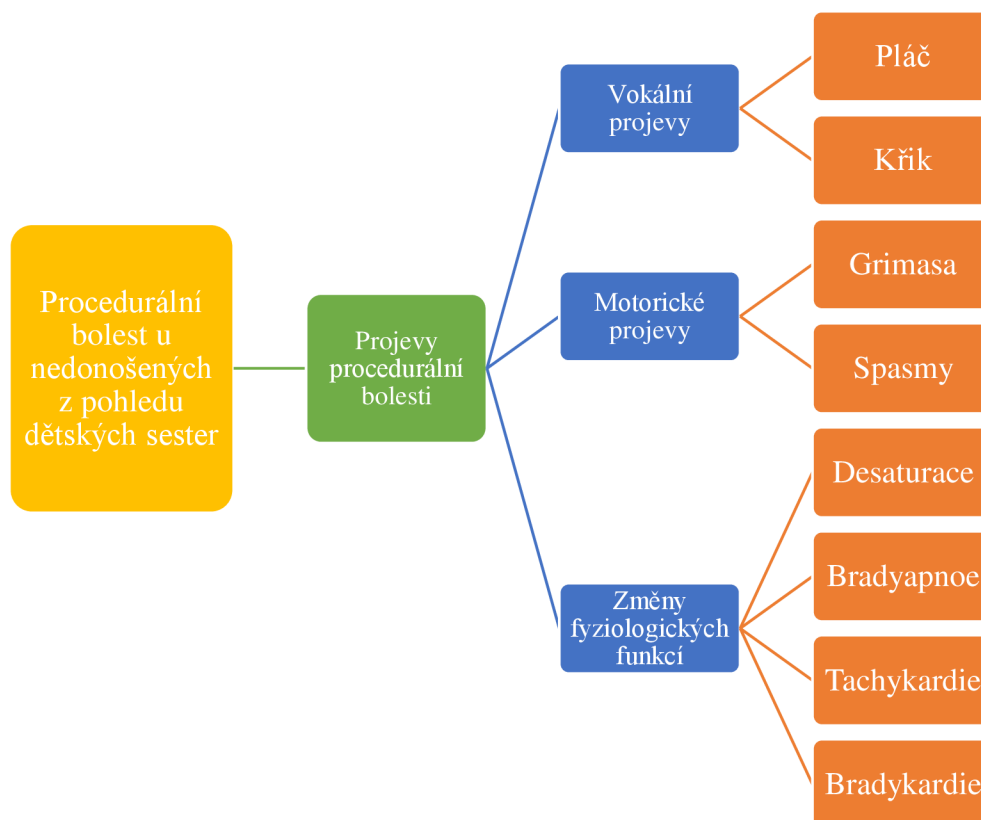 Procedurální
bolest u
nedonošených
z pohledu
dětských sester
Projevy
procedurální
bolesti
Vokální
projevy
Pláč
Křik
Motorické
projevy
Grimasa
Spasmy
Změny
fyziologických
funkcí
Desaturace
Bradyapnoe
Tachykardie
Bradykardie